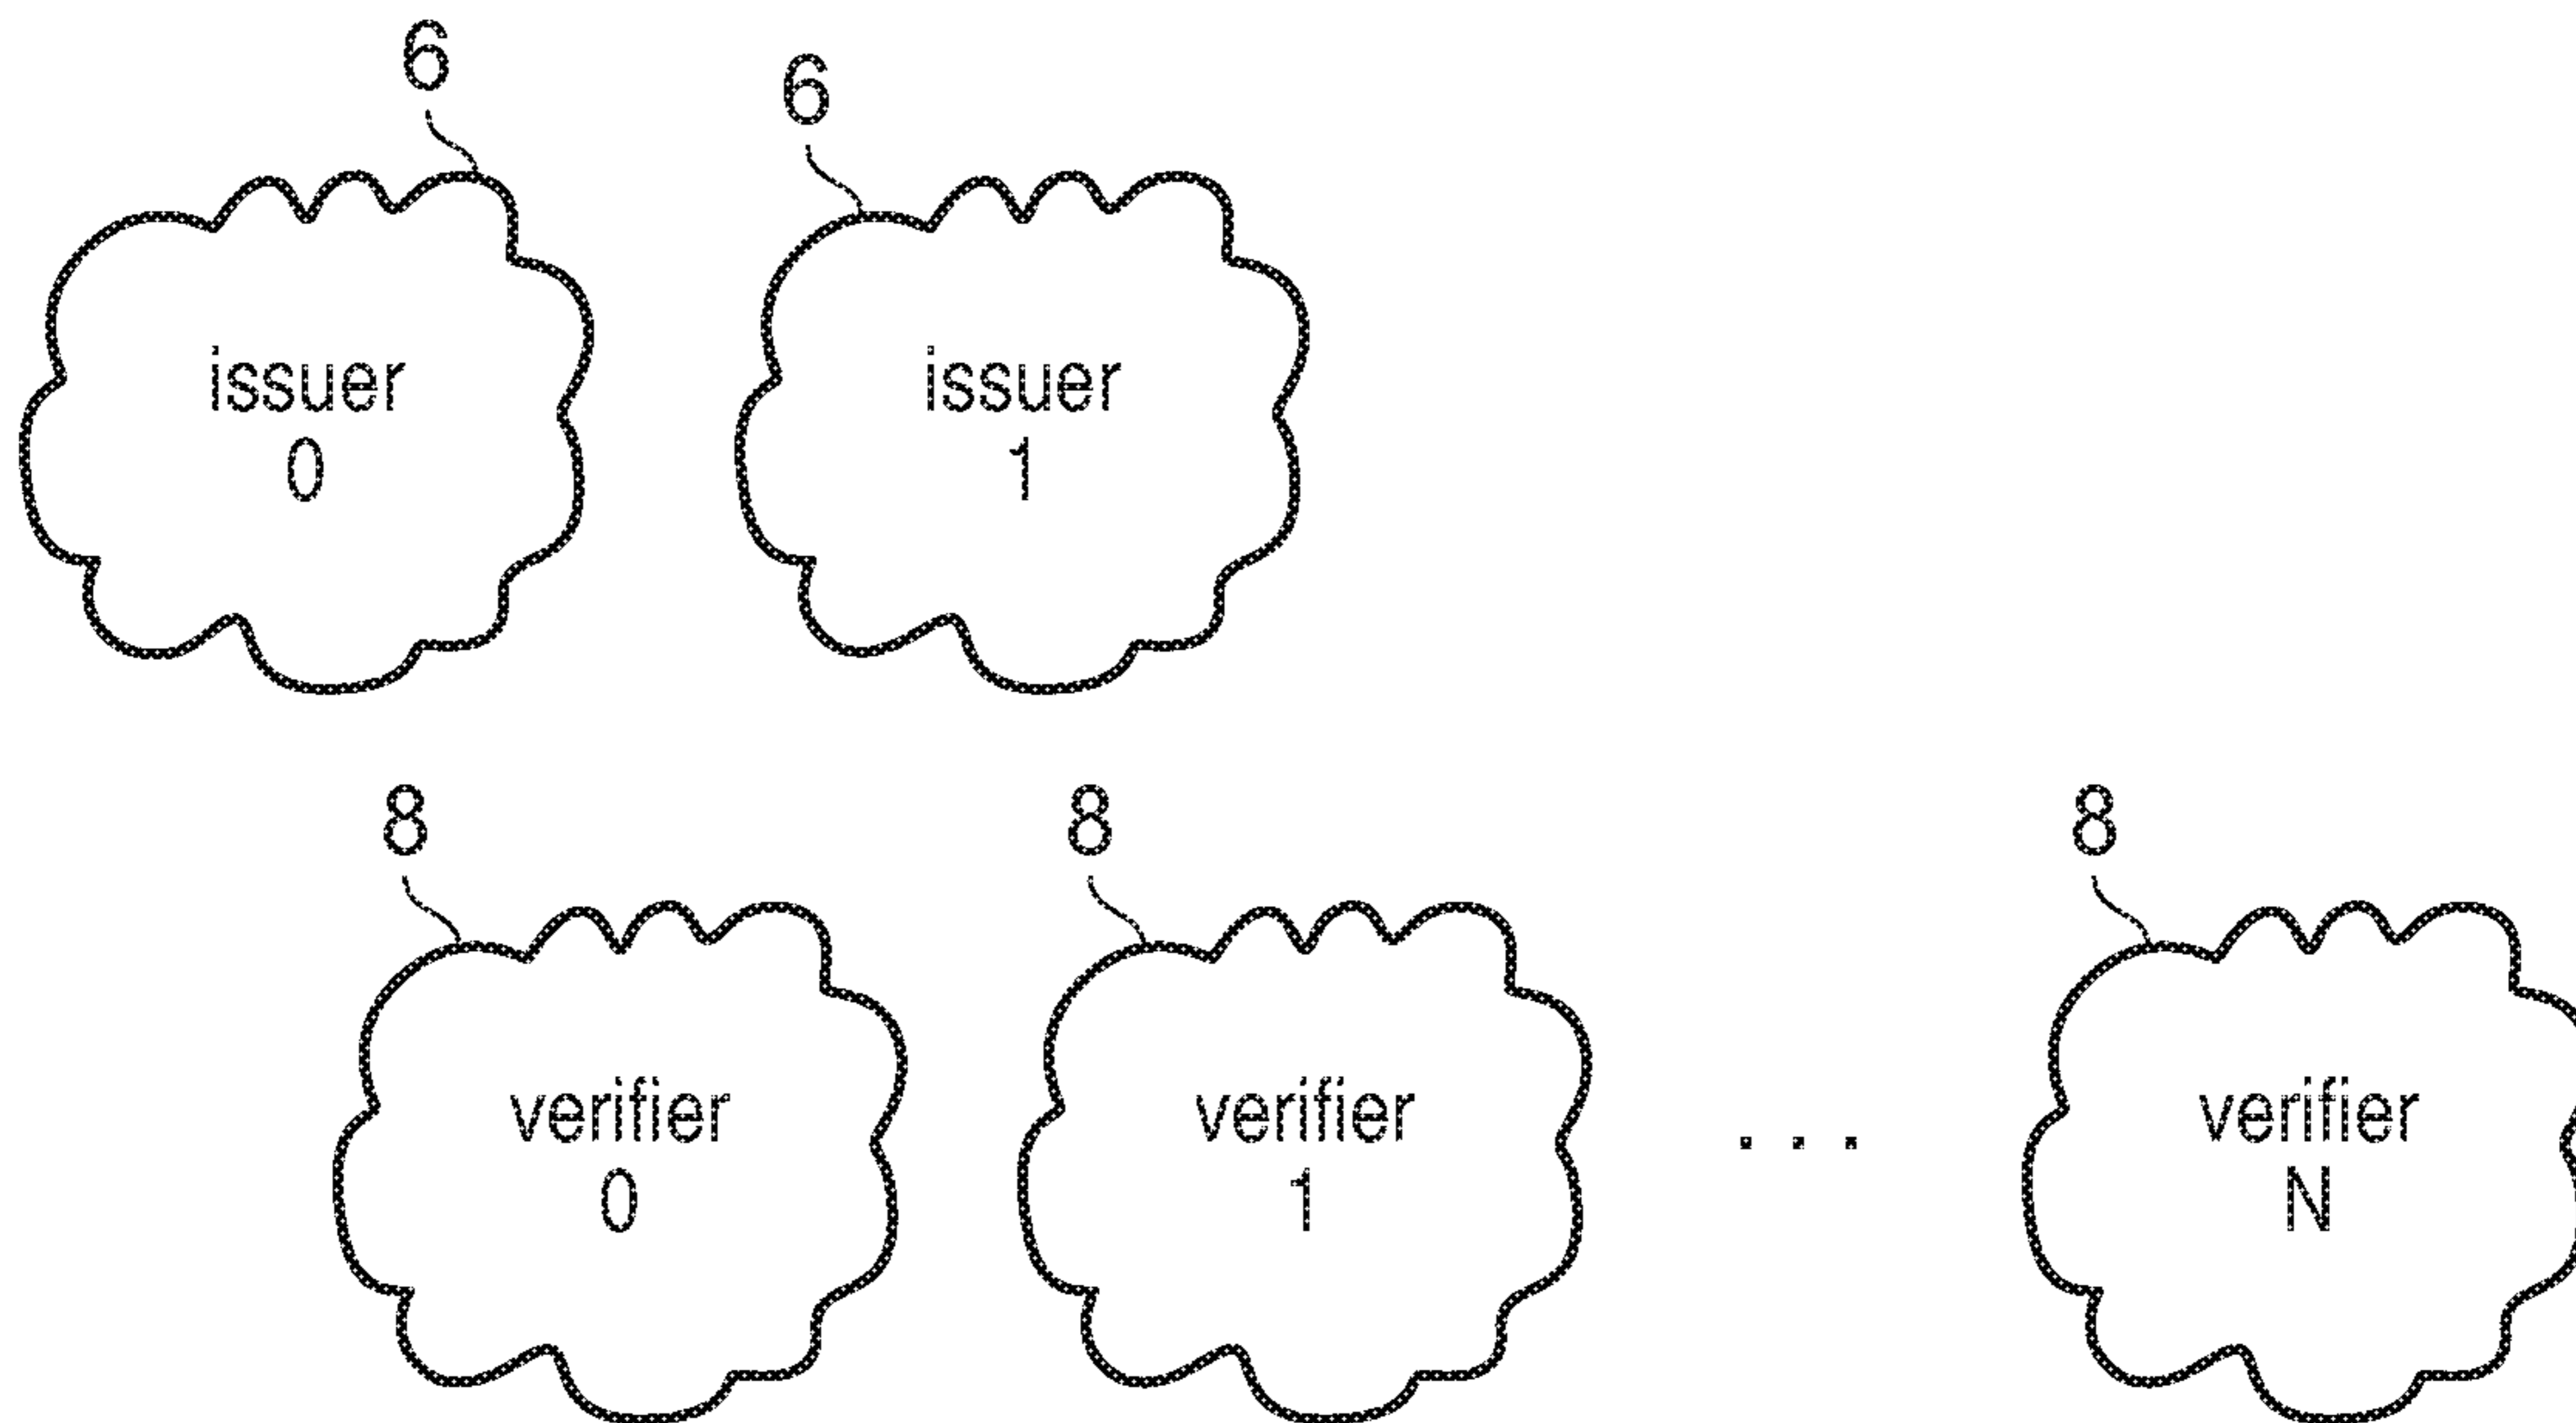 6
6
issuer
0
issuer
1
8
8
8
verifier
0
verifier
1
. . .
verifier
N